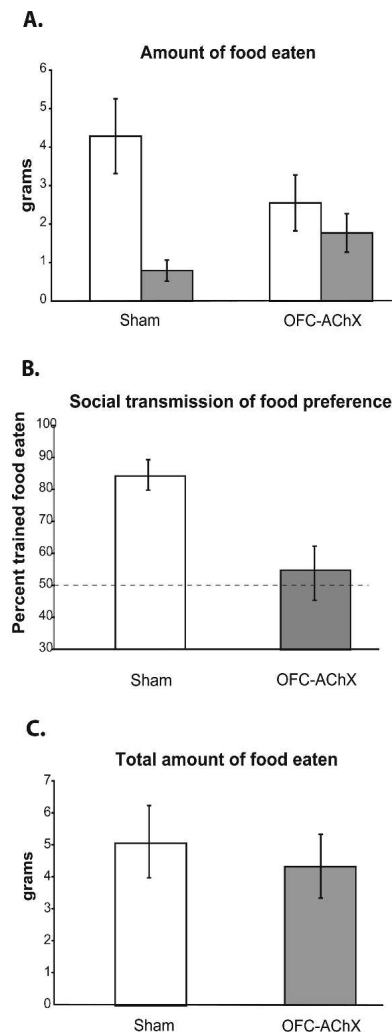 A.
Amount of food eaten
6
5
4
3
2
1
0
grams
Sham OFC-AChX
B.
Social transmission of food preference
100
90
80
70
60
50
40
30
Percent trained food eaten
Sham OFC-AChX
C.
Total amount of food eaten
7
6
5
4
3
2
1
0
grams
Sham OFC-AChX